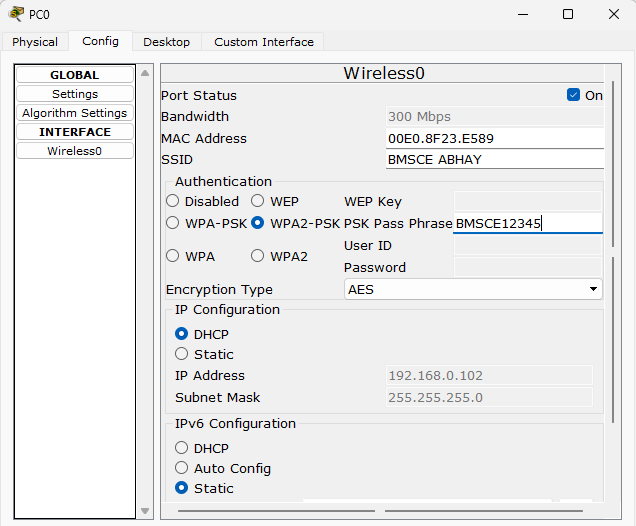 PC0
Physical Config Desktop Custom Interface
GLOBAL
Settings
Algorithm Settings
INTERFACE
Wireless0
Wireless0
Port Status On
Bandwidth 300 Mbps
MAC Address 00E0.8F23.E589
SSID BMSCE ABHAY
Authentication
Disabled WEP WEP Key
WPA-PSK WPA2-PSK PSK Pass Phrase BMSCE12345
User ID
WPA WPA2
Password
Encryption Type AES
IP Configuration
DHCP
Static
IP Address 192.168.0.102
Subnet Mask 255.255.255.0
IPv6 Configuration
DHCP
Auto Config
Static